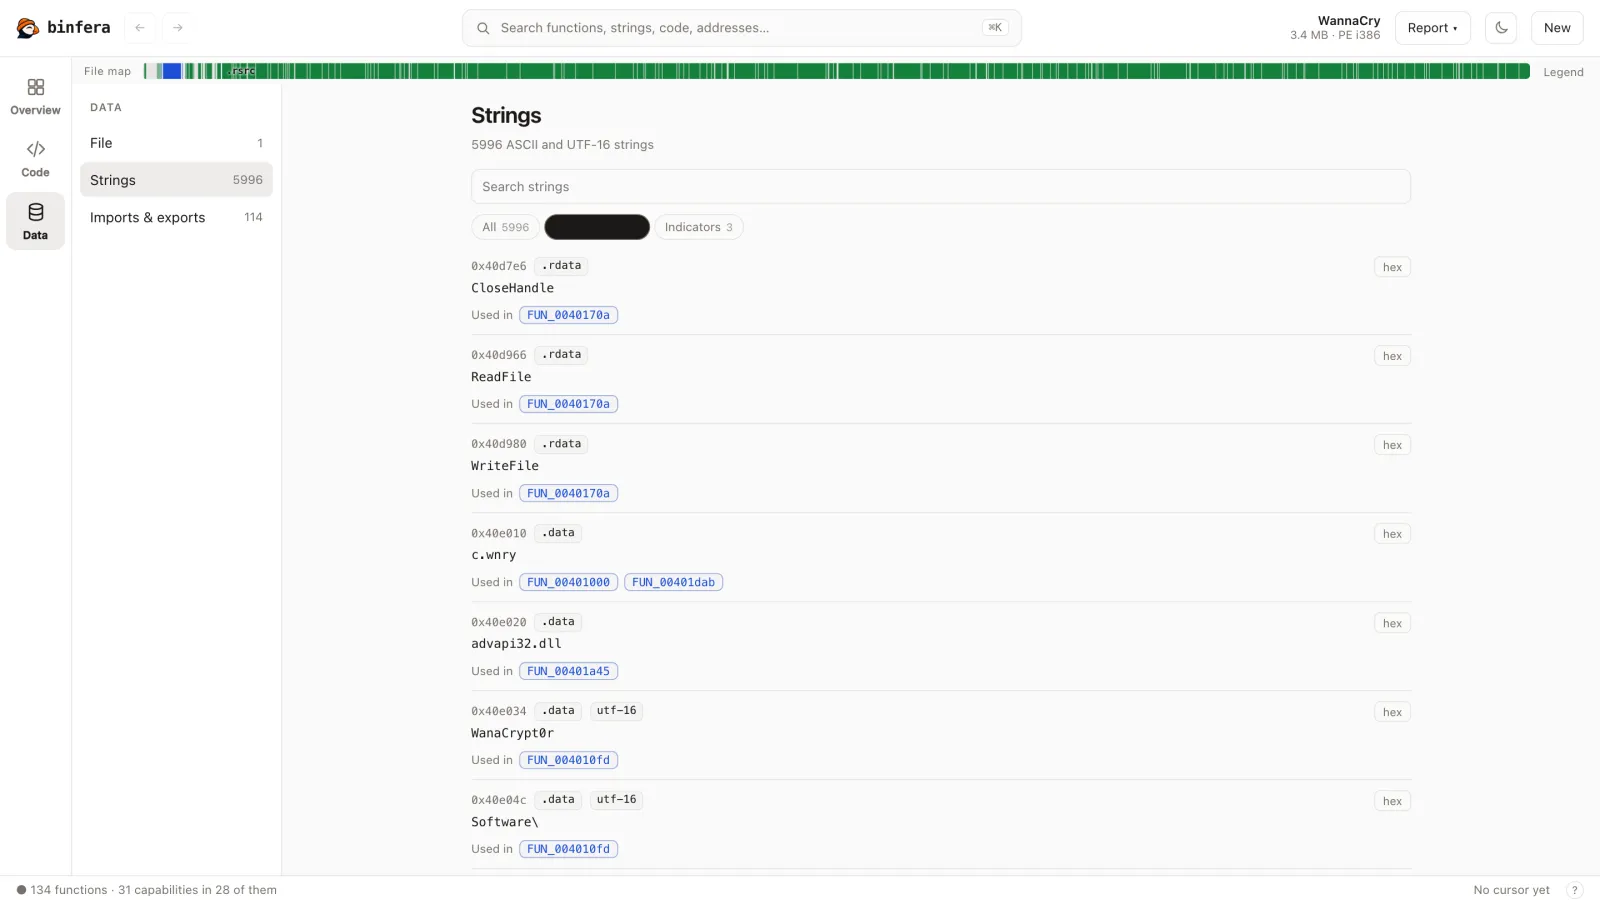 binfera
←
→
Search functions, strings, code, addresses...
⌘K
WannaCry
3.4 MB · PE i386
Report ▾
New
File map
.rsrc
Legend
Overview
Code
Data
DATA
File 1
Strings 5996
Imports & exports 114
Strings
5996 ASCII and UTF-16 strings
Search strings
All 5996
Indicators 3
0x40d7e6 .rdata hex
CloseHandle
Used in FUN_0040170a
0x40d966 .rdata hex
ReadFile
Used in FUN_0040170a
0x40d980 .rdata hex
WriteFile
Used in FUN_0040170a
0x40e010 .data hex
c.wnry
Used in FUN_00401000 FUN_00401dab
0x40e020 .data hex
advapi32.dll
Used in FUN_00401a45
0x40e034 .data utf-16 hex
WanaCrypt0r
Used in FUN_004010fd
0x40e04c .data utf-16 hex
Software\
Used in FUN_004010fd
134 functions · 31 capabilities in 28 of them
No cursor yet
?